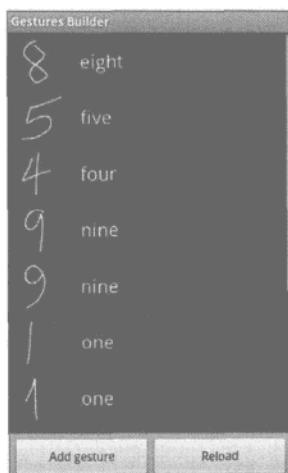 Gestures Builder
8 eight
5 five
4 four
9 nine
9 nine
1 one
1 one
Add gesture Reload